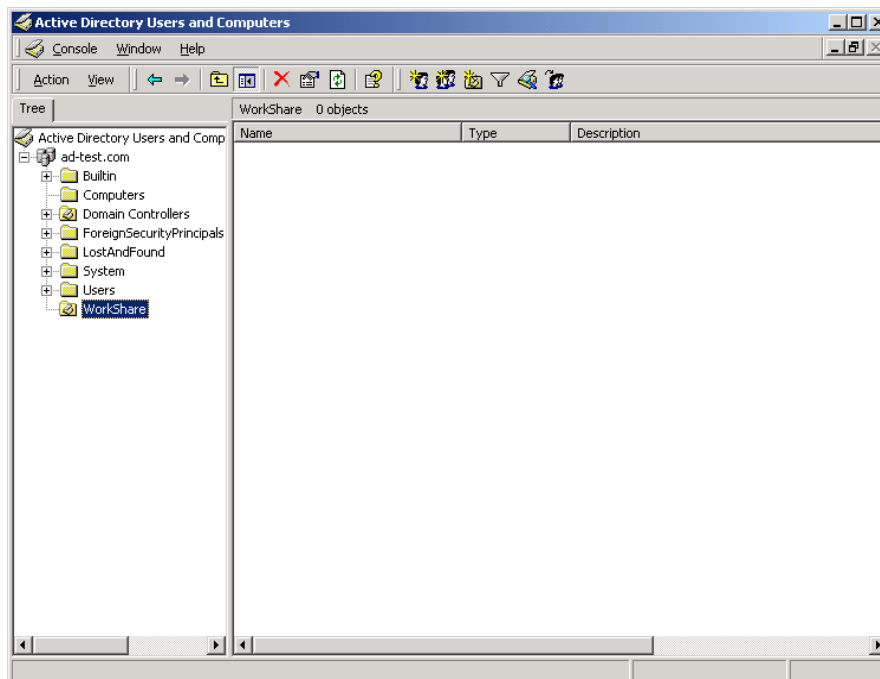 Active Directory Users and Computers
Console Window Help
Action View
Tree
WorkShare 0 objects
Active Directory Users and Comp
Name Type Description
ad-test.com
Builtin
Computers
Domain Controllers
ForeignSecurityPrincipals
LostAndFound
System
Users
WorkShare